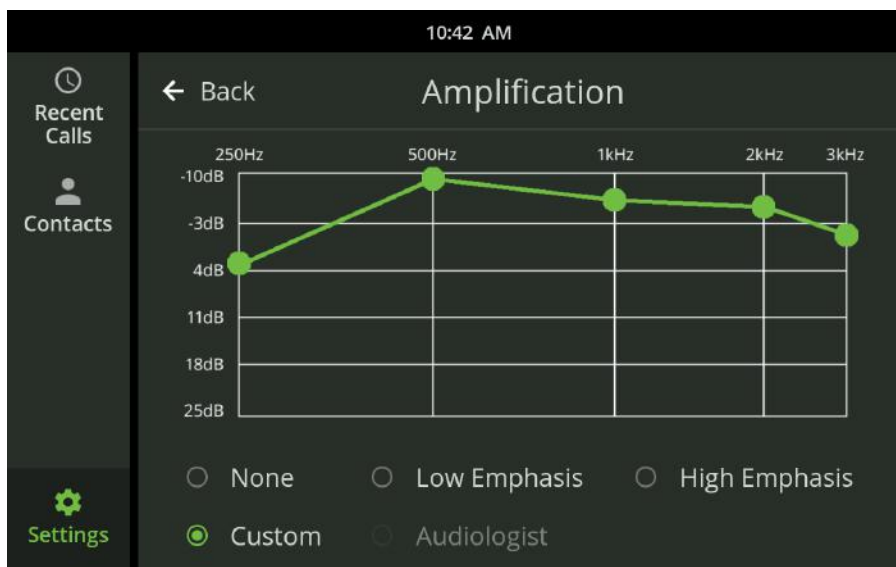 10:42 AM
Recent
Calls
Contacts
Settings
Back
Amplification
250Hz 500Hz 1kHz 2kHz 3kHz
-10dB
-3dB
4dB
11dB
18dB
25dB
None Low Emphasis High Emphasis
Custom Audiologist